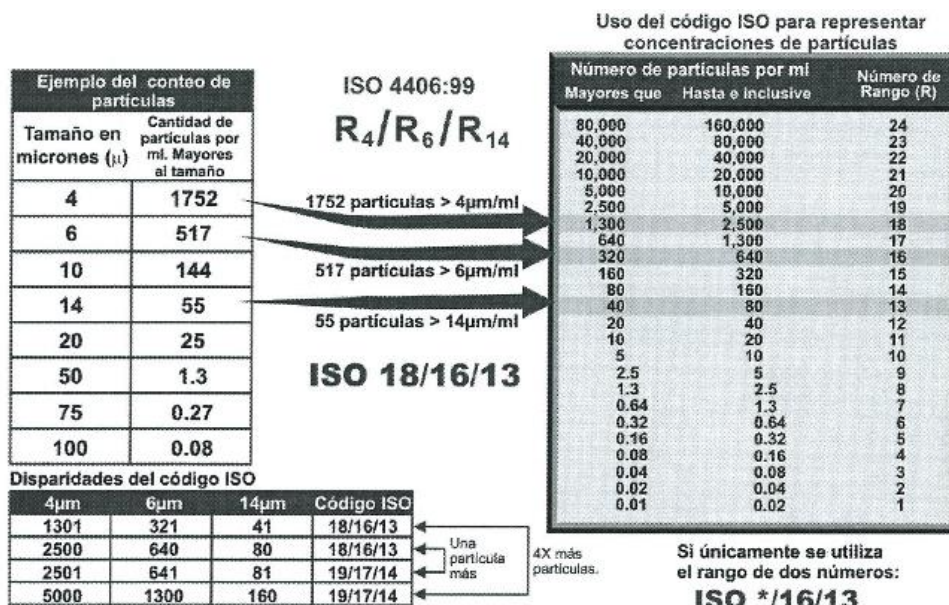 Ejemplo del conteo de
partículas
Tamaño en
micrones (µ)
Cantidad de
partículas por
ml. Mayores
al tamaño
4 1752
6 517
10 144
14 55
20 25
50 1.3
75 0.27
100 0.08
ISO 4406:99
R4/R6/R14
1752 partículas > 4µm/ml
517 partículas > 6µm/ml
55 partículas > 14µm/ml
ISO 18/16/13
Uso del código ISO para representar
concentraciones de partículas
Número de partículas por ml
Mayores que Hasta e inclusive
Número de
Rango (R)
80,000 160,000 24
40,000 80,000 23
20,000 40,000 22
10,000 20,000 21
5,000 10,000 20
2,500 5,000 19
1,300 2,500 18
640 1,300 17
320 640 16
160 320 15
80 160 14
40 80 13
20 40 12
10 20 11
5 10 10
2.5 5 9
1.3 2.5 8
0.64 1.3 7
0.32 0.64 6
0.16 0.32 5
0.08 0.16 4
0.04 0.08 3
0.02 0.04 2
0.01 0.02 1
Disparidades del código ISO
4µm 6µm 14µm Código ISO
1301 321 41 18/16/13
2500 640 80 18/16/13
2501 641 81 19/17/14
5000 1300 160 19/17/14
Una
partícula
más
4X más
partículas.
Si únicamente se utiliza
el rango de dos números:
ISO */16/13